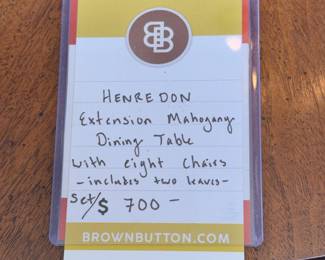 BB
HENREDON
Extension Mahogany
Dining Table
with eight chairs
-includes two leaves-
Set/$ 700-
BROWNBUTTON.COM